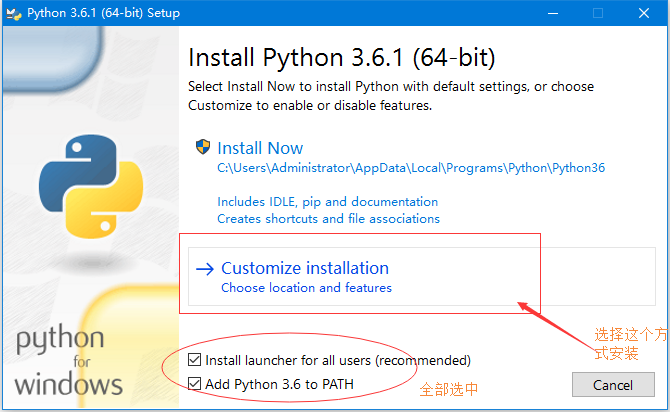 Python 3.6.1 (64-bit) Setup
Install Python 3.6.1 (64-bit)
Select Install Now to install Python with default settings, or choose
Customize to enable or disable features.
Install Now
C:\Users\Administrator\AppData\Local\Programs\Python\Python36
Includes IDLE, pip and documentation
Creates shortcuts and file associations
Customize installation
Choose location and features
选择这个方
式安装
python
for
windows
Install launcher for all users (recommended)
Add Python 3.6 to PATH
全部选中
Cancel